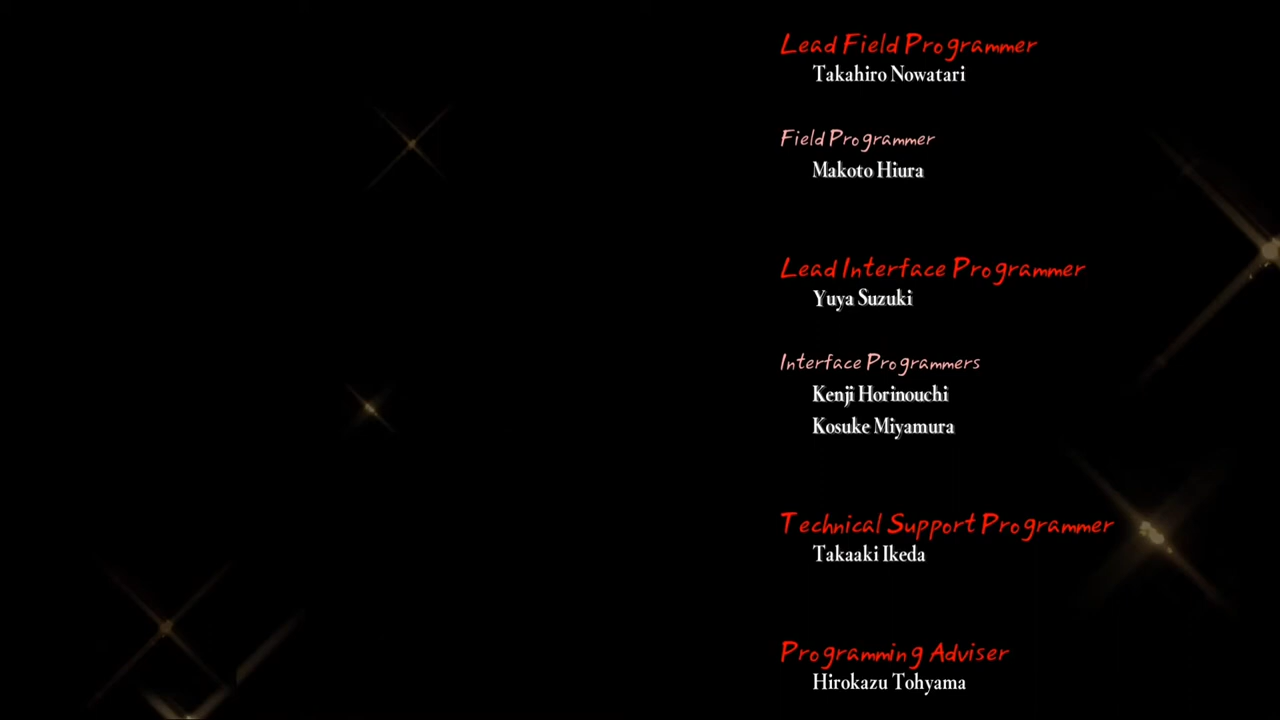 Lead Field Programmer
Takahiro Nowatari
Field Programmer
Makoto Hiura
Lead Interface Programmer
Yuya Suzuki
Interface Programmers
Kenji Horinouchi
Kosuke Miyamura
Technical Support Programmer
Takaaki Ikeda
Programming Adviser
Hirokazu Tohyama